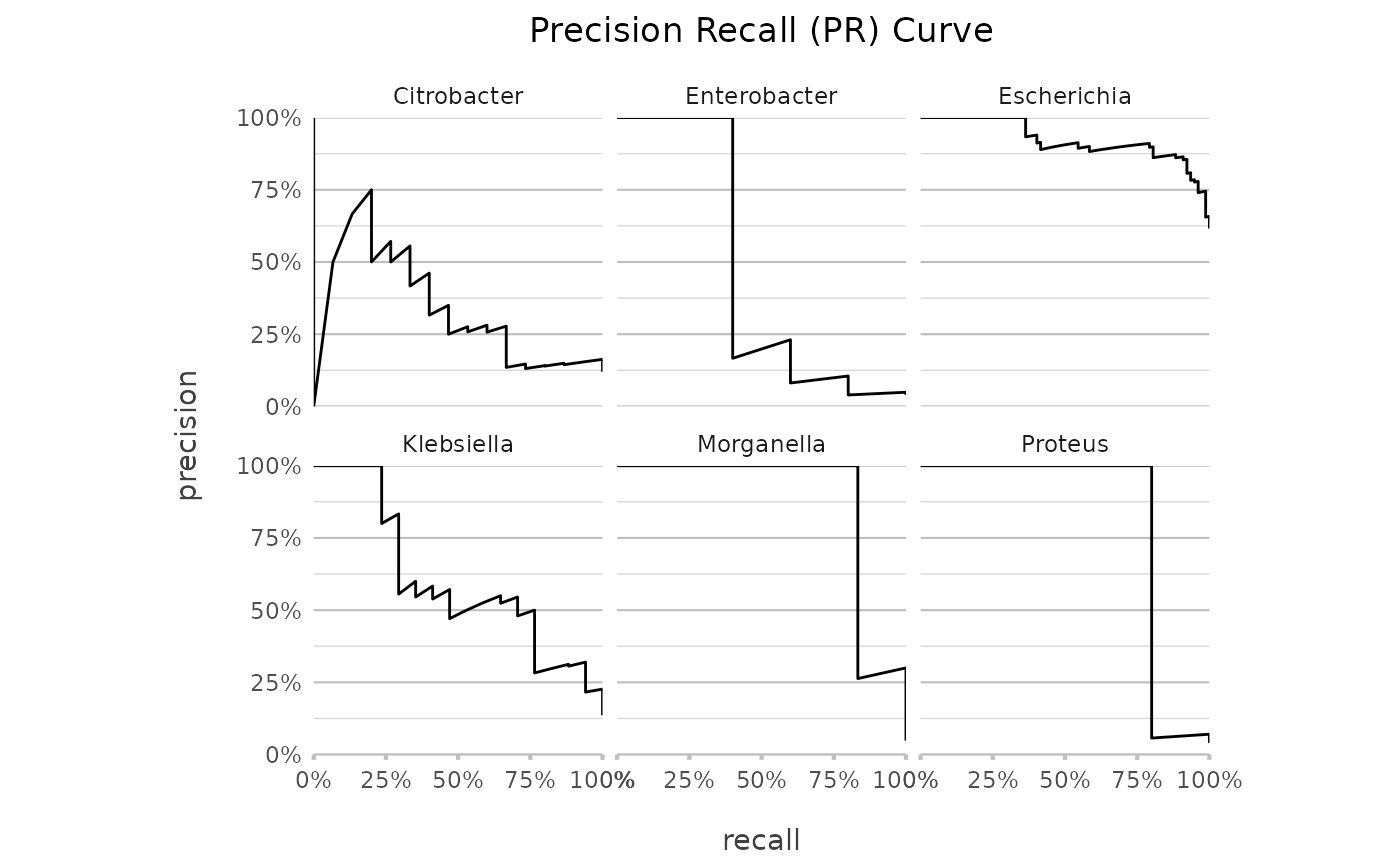 Precision Recall (PR) Curve
Citrobacter Enterobacter Escherichia
100%
75%
50%
25%
0%
Klebsiella Morganella Proteus
100%
75%
50%
25%
0%
0% 25% 50% 75% 100% 0% 25% 50% 75% 100% 0% 25% 50% 75% 100%
recall
precision